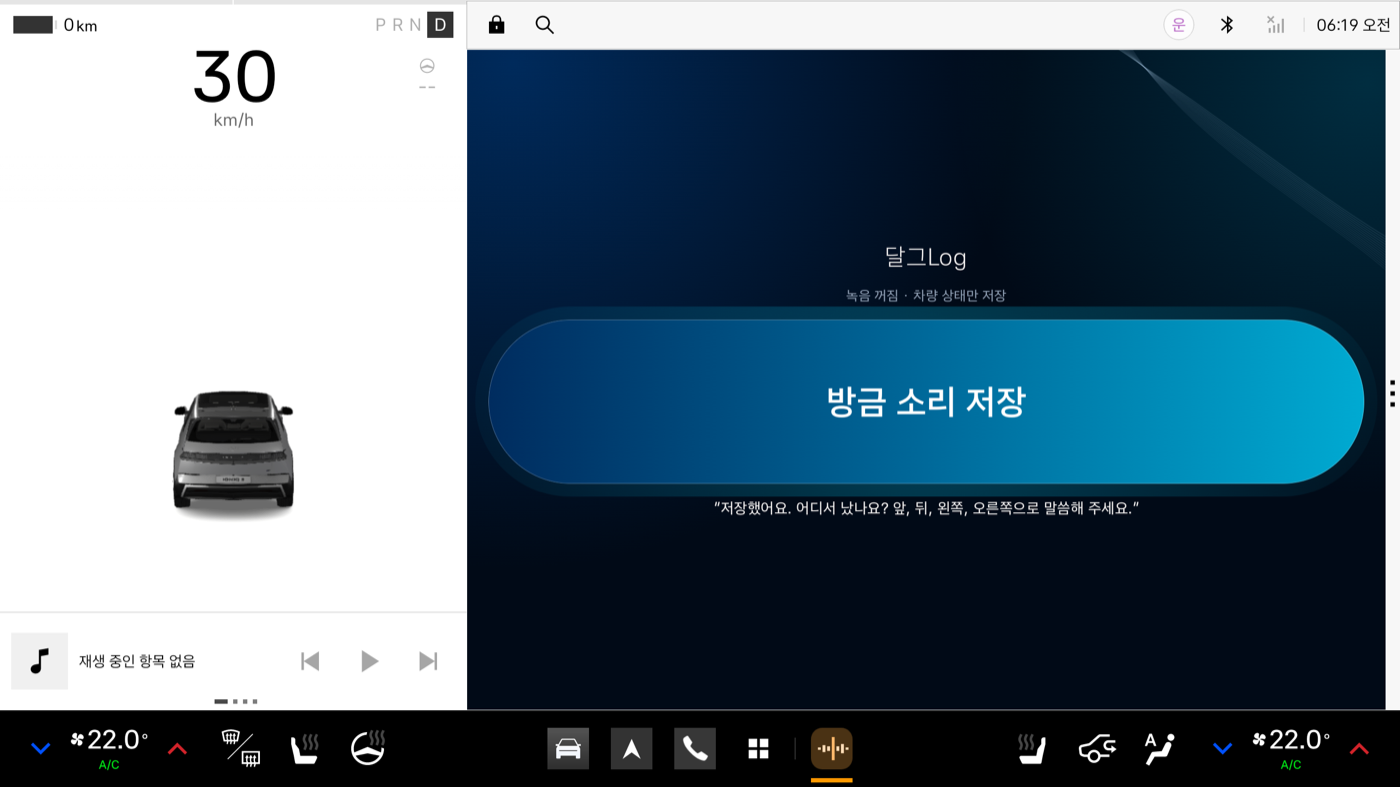 0 km
P R N D
30
km/h
--
재생 중인 항목 없음
운
06:19 오전
달그Log
녹음 꺼짐 · 차량 상태만 저장
방금 소리 저장
"저장했어요. 어디서 났나요? 앞, 뒤, 왼쪽, 오른쪽으로 말씀해 주세요."
22.0°
A/C
A
22.0°
A/C